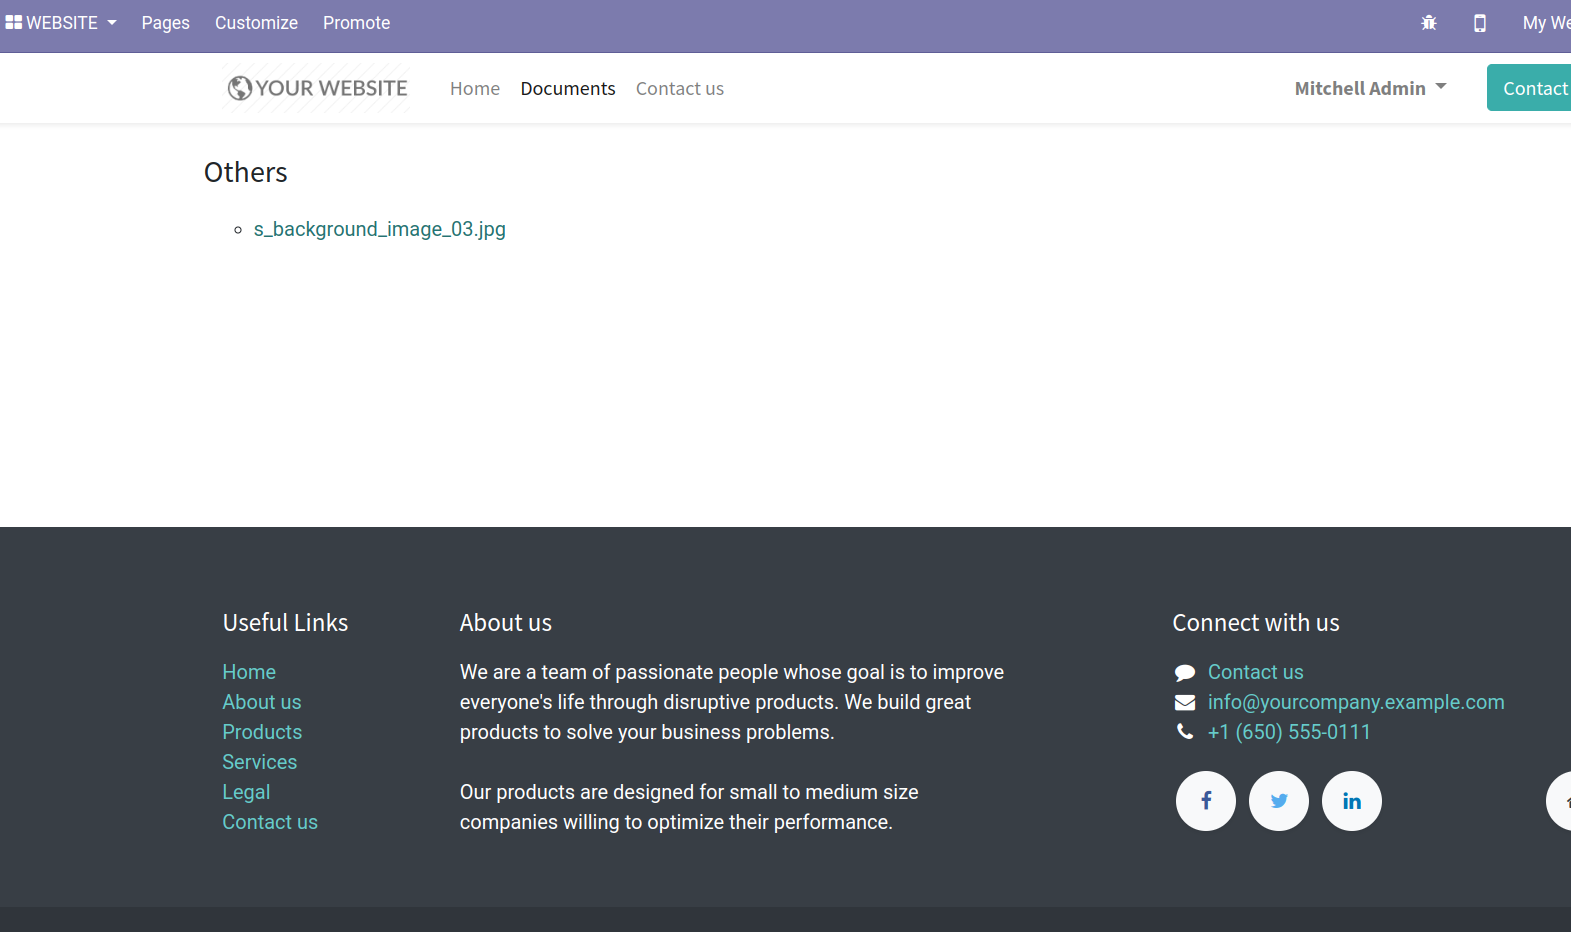 WEBSITE Pages Customize Promote My We
YOUR WEBSITE Home Documents Contact us Mitchell Admin Contact
Others
s_background_image_03.jpg
Useful Links
Home
About us
Products
Services
Legal
Contact us
About us
We are a team of passionate people whose goal is to improve
everyone's life through disruptive products. We build great
products to solve your business problems.
Our products are designed for small to medium size
companies willing to optimize their performance.
Connect with us
Contact us
info@yourcompany.example.com
+1 (650) 555-0111